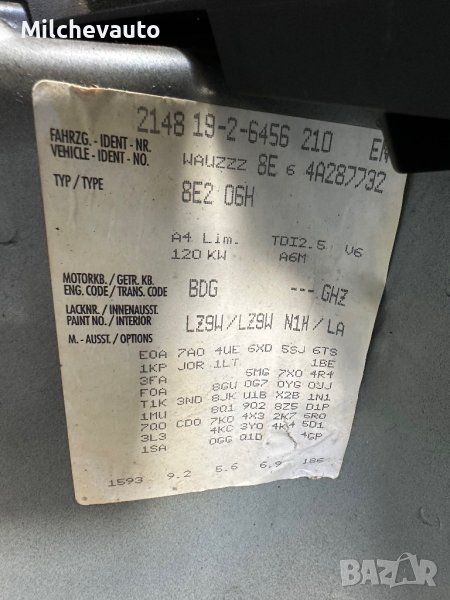 Milchevauto
2148 19-2-6456 210 EN
FAHRZG. - IDENT - NR.
VEHICLE - IDENT - NO.
WAUZZZ 8E 6 4A287732
TYP / TYPE
8E2 06H
A4 Lim. TDI2.5 V6
120 KW A6M
MOTORKB. / GETR. KB.
ENG. CODE / TRANS. CODE
BDG --- GHZ
LACKNR. / INNENAUSST.
PAINT NO. / INTERIOR
LZ9W/LZ9W N1H/LA
M. - AUSST. / OPTIONS
E0A 7A0 4UE 6XD 5SJ 6TS
1KP J0R 1LT 1BE
3FA 5MG 7X0 4R4
F0A 8GU 0G7 0YG 0JJ
T1K 3ND 8JK U1B X2B 1N1
1MU 8Q1 9Q2 8Z5 D1P
7Q0 CD0 7K0 4X3 2K7 6R0
3L3 4KC 3Y0 4K4 5D1
1SA 0GG Q1D 4GP
1593 9.2 5.6 6.9 186
BAZAR